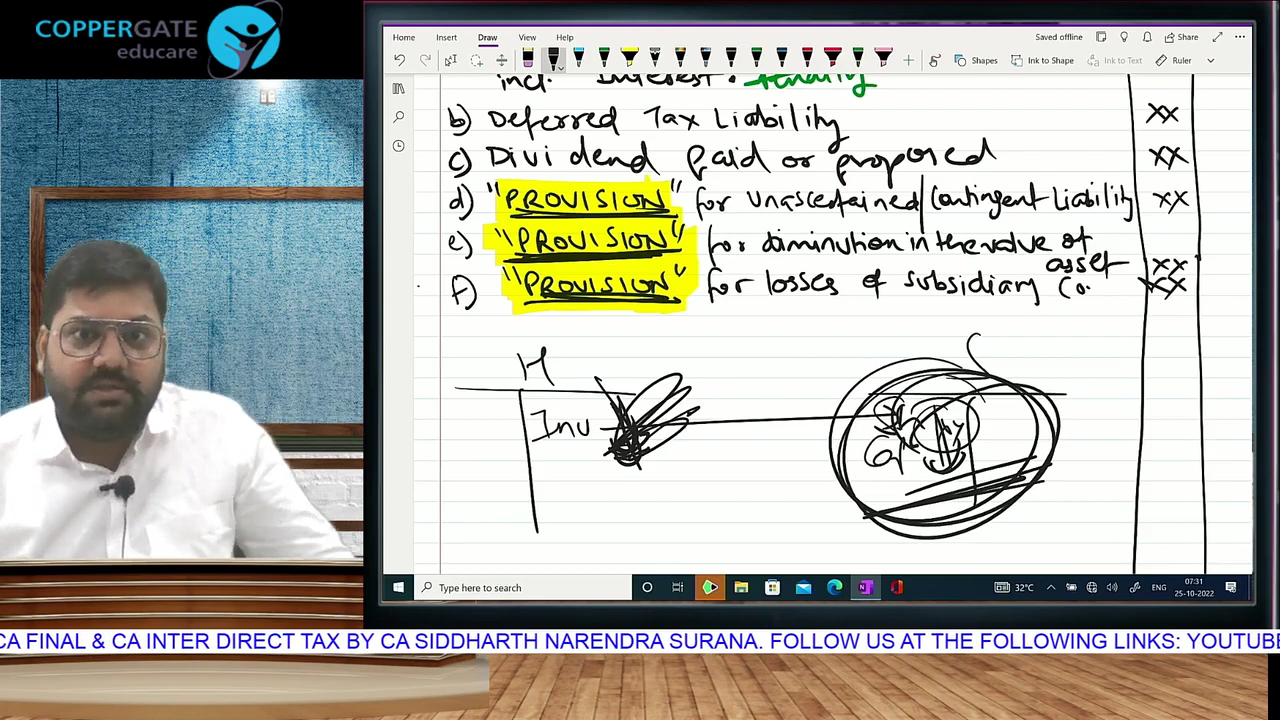 COPPERGATE
educare
Home Insert Draw View Help
Saved offline
Share
Shapes
Ink to Shape
Ink to Text
Math
Ruler
incl. Interest. Penalty
b) Deferred Tax Liability XX
c) Dividend paid or proposed XX
d) "PROVISION" for unascertained/contingent Liability XX
e) "PROVISION" for diminution in the value of
asset XX
f) "PROVISION" for losses of subsidiary Co. XX
H
Inv
Type here to search
32°C
ENG
07:31
25-10-2022
CA FINAL & CA INTER DIRECT TAX BY CA SIDDHARTH NARENDRA SURANA. FOLLOW US AT THE FOLLOWING LINKS: YOUTUBE